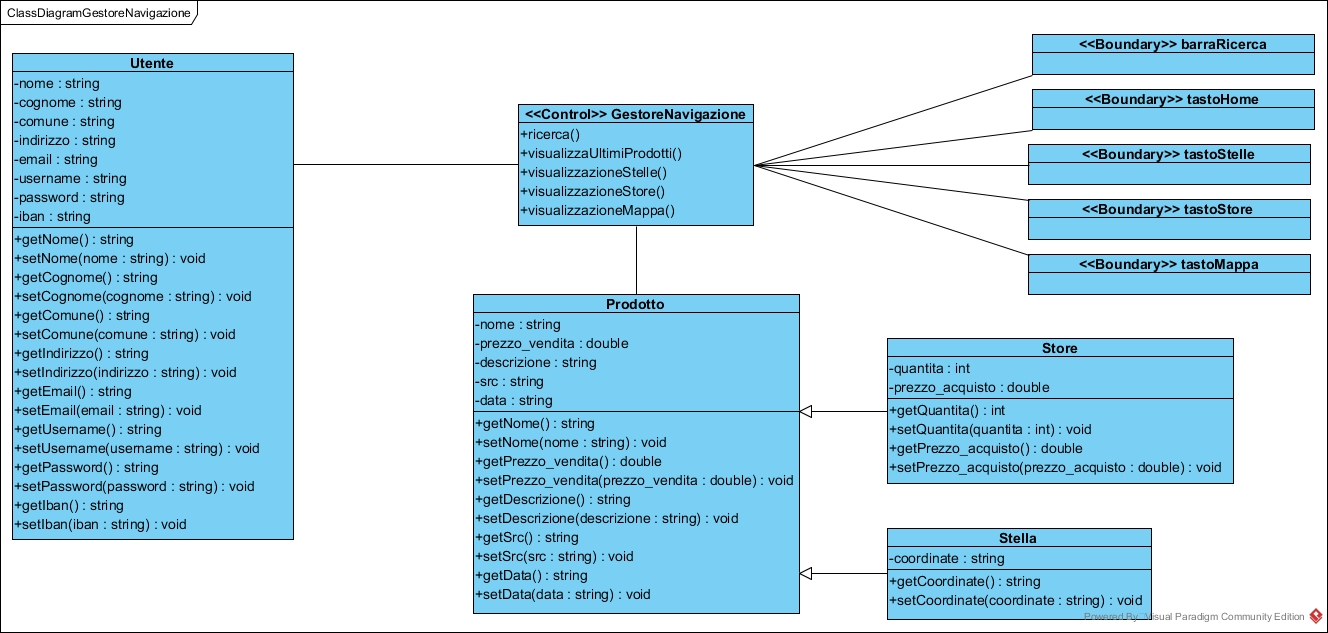 ClassDiagramGestoreNavigazione
Utente
-nome : string
-cognome : string
-comune : string
-indirizzo : string
-email : string
-username : string
-password : string
-iban : string
+getNome() : string
+setNome(nome : string) : void
+getCognome() : string
+setCognome(cognome : string) : void
+getComune() : string
+setComune(comune : string) : void
+getIndirizzo() : string
+setIndirizzo(indirizzo : string) : void
+getEmail() : string
+setEmail(email : string) : void
+getUsername() : string
+setUsername(username : string) : void
+getPassword() : string
+setPassword(password : string) : void
+getIban() : string
+setIban(iban : string) : void
<<Control>> GestoreNavigazione
+ricerca()
+visualizzaUltimiProdotti()
+visualizzazioneStelle()
+visualizzazioneStore()
+visualizzazioneMappa()
<<Boundary>> barraRicerca
<<Boundary>> tastoHome
<<Boundary>> tastoStelle
<<Boundary>> tastoStore
<<Boundary>> tastoMappa
Prodotto
-nome : string
-prezzo_vendita : double
-descrizione : string
-src : string
-data : string
+getNome() : string
+setNome(nome : string) : void
+getPrezzo_vendita() : double
+setPrezzo_vendita(prezzo_vendita : double) : void
+getDescrizione() : string
+setDescrizione(descrizione : string) : void
+getSrc() : string
+setSrc(src : string) : void
+getData() : string
+setData(data : string) : void
Store
-quantita : int
-prezzo_acquisto : double
+getQuantita() : int
+setQuantita(quantita : int) : void
+getPrezzo_acquisto() : double
+setPrezzo_acquisto(prezzo_acquisto : double) : void
Stella
-coordinate : string
+getCoordinate() : string
+setCoordinate(coordinate : string) : void
Powered By Visual Paradigm Community Edition